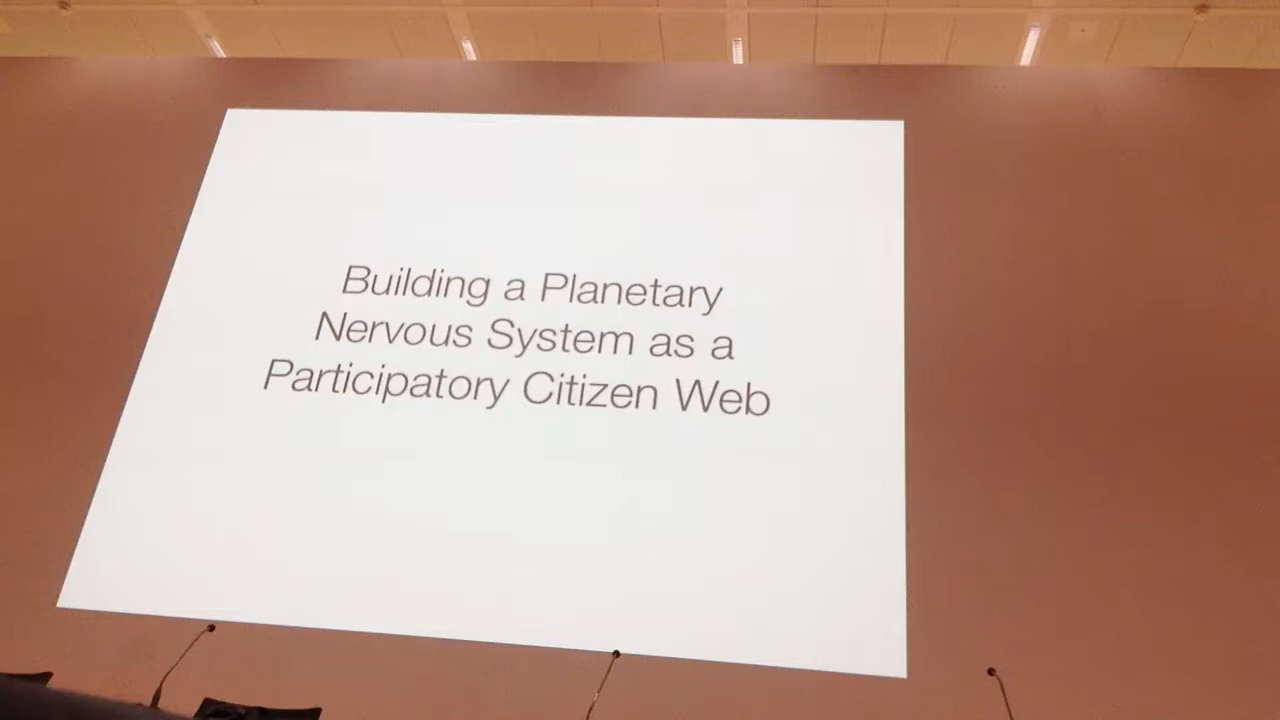 Building a Planetary
Nervous System as a
Participatory Citizen Web